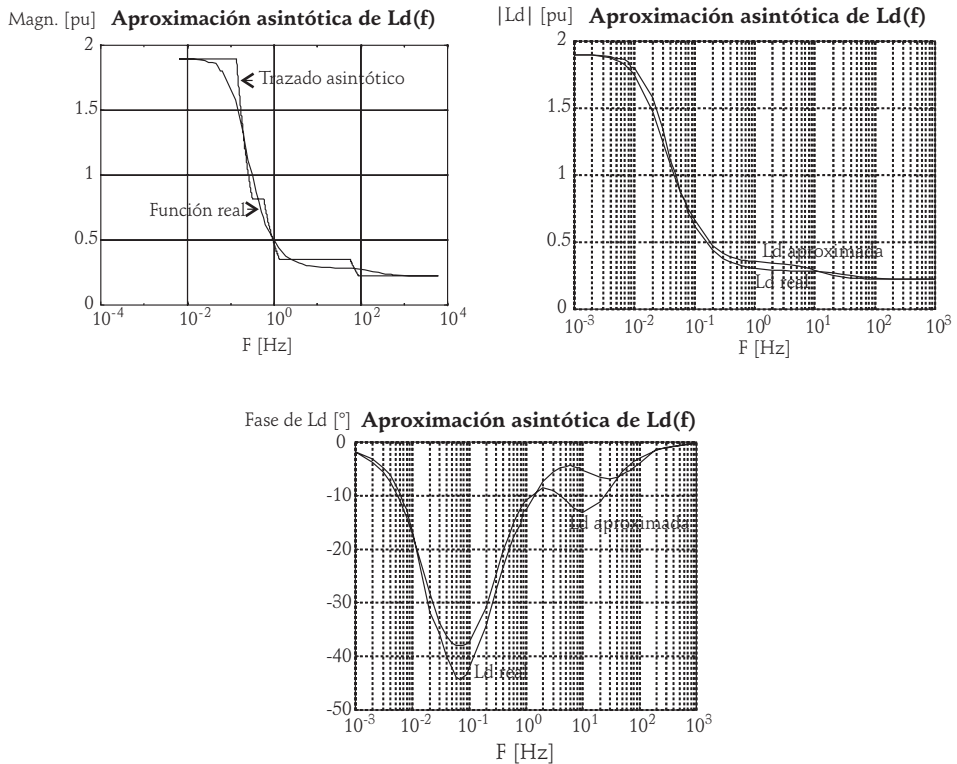 Magn. [pu] Aproximación asintótica de Ld(f)
2
1.5
1
0.5
0
Trazado asintótico
Función real
10^-4 10^-2 10^0 10^2 10^4
F [Hz]
|Ld| [pu] Aproximación asintótica de Ld(f)
2
1.5
1
0.5
0
Ld aproximada
Ld real
10^-3 10^-2 10^-1 10^0 10^1 10^2 10^3
F [Hz]
Fase de Ld [°] Aproximación asintótica de Ld(f)
0
-10
-20
-30
-40
-50
Ld aproximada
Ld real
10^-3 10^-2 10^-1 10^0 10^1 10^2 10^3
F [Hz]